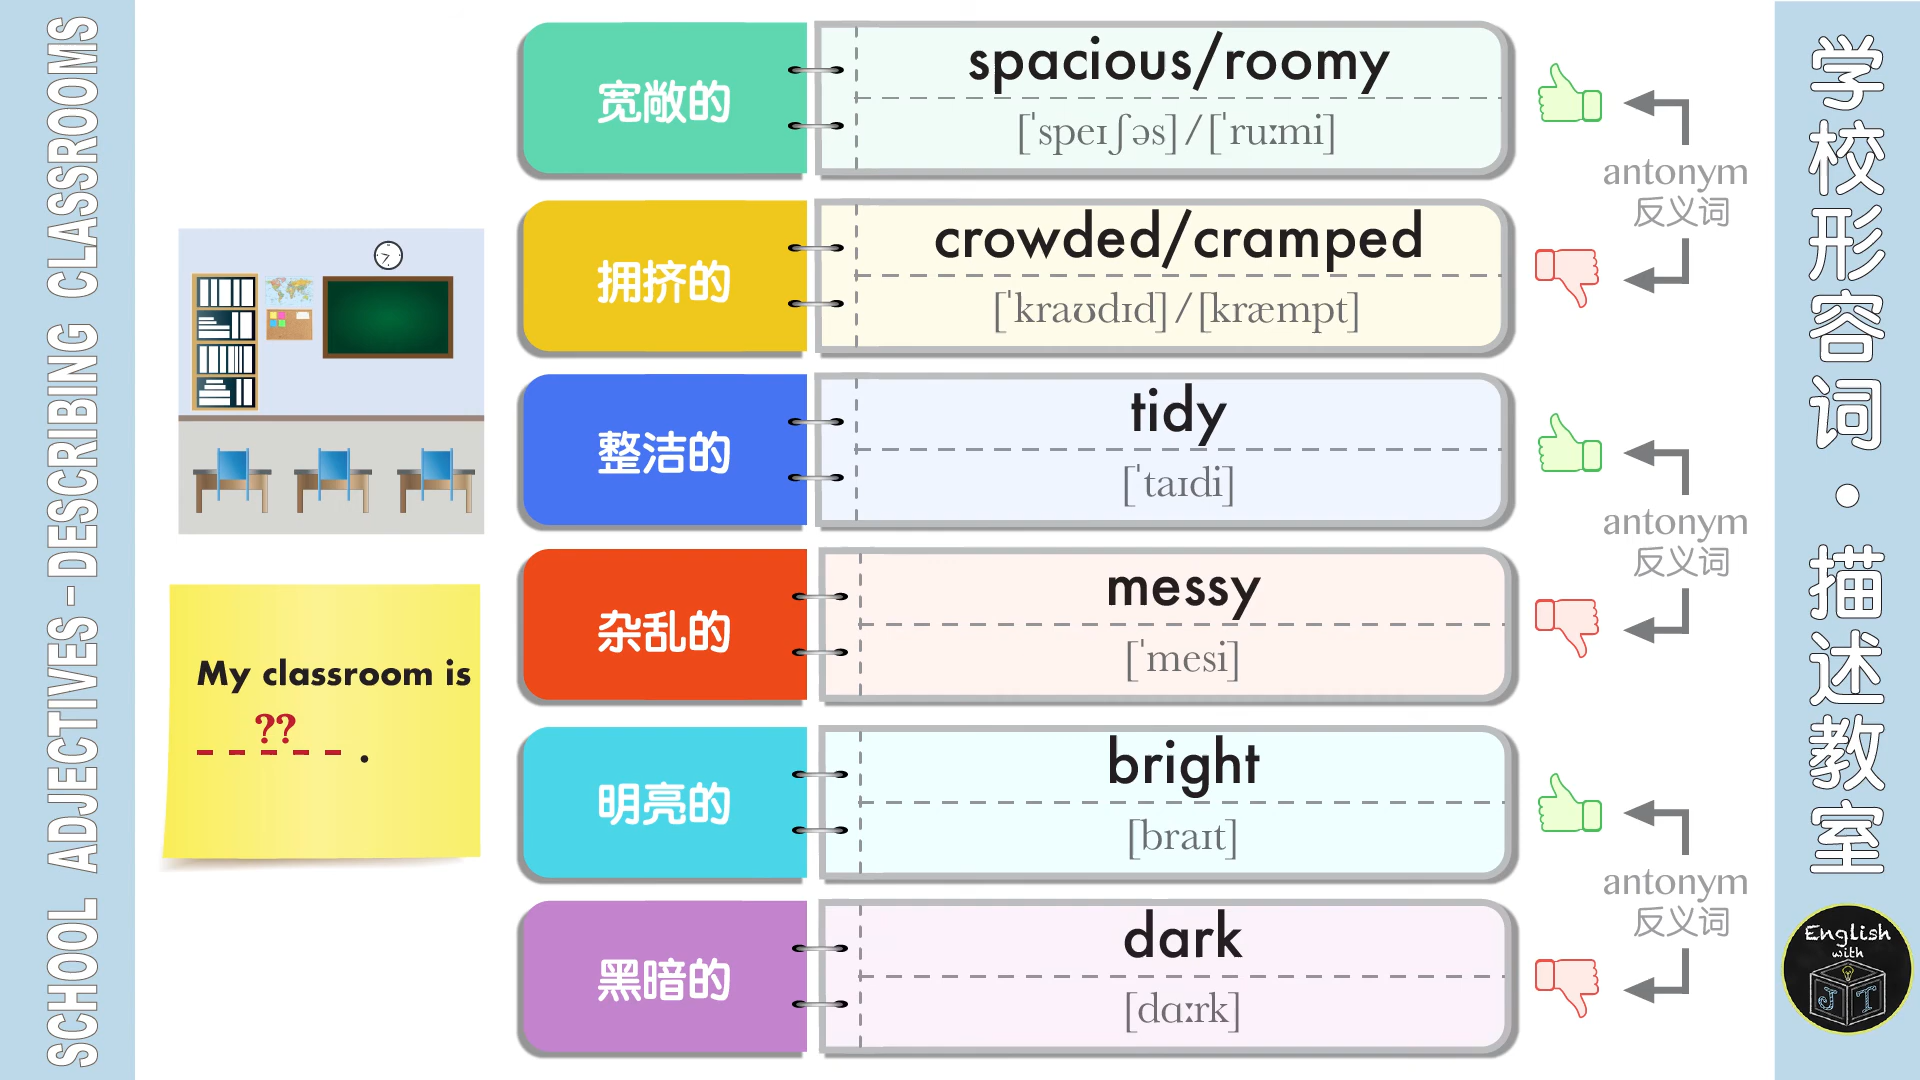 SCHOOL ADJECTIVES-DESCRIBING CLASSROOMS
My classroom is
??
_ _ _ _ _ .
宽敞的
spacious/roomy
[ˈspeɪʃəs]/[ˈruːmi]
拥挤的
crowded/cramped
[ˈkraʊdɪd]/[kræmpt]
整洁的
tidy
[ˈtaɪdi]
杂乱的
messy
[ˈmesi]
明亮的
bright
[braɪt]
黑暗的
dark
[dɑːrk]
antonym
反义词
antonym
反义词
antonym
反义词
学校形容词·描述教室
English
with
J T